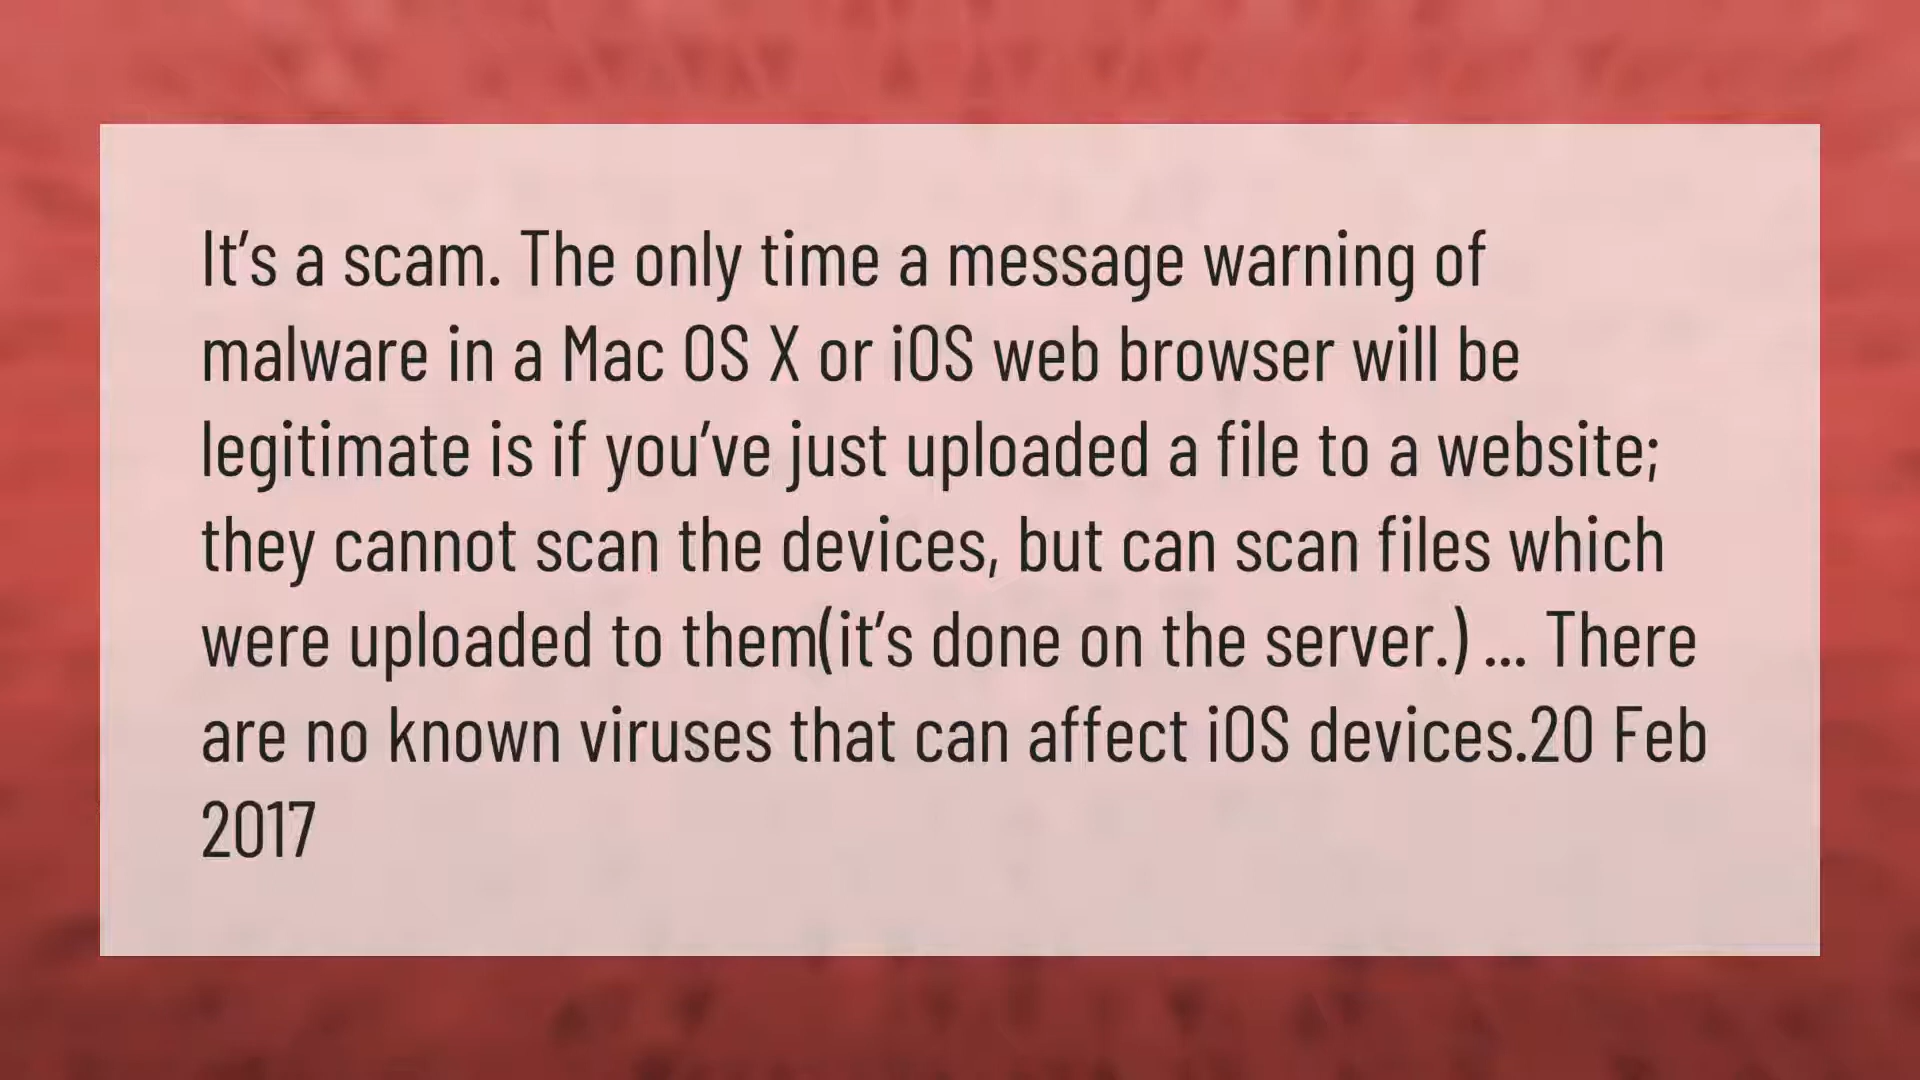 It’s a scam. The only time a message warning of
malware in a Mac OS X or iOS web browser will be
legitimate is if you’ve just uploaded a file to a website;
they cannot scan the devices, but can scan files which
were uploaded to them(it’s done on the server.) ... There
are no known viruses that can affect iOS devices.20 Feb
2017